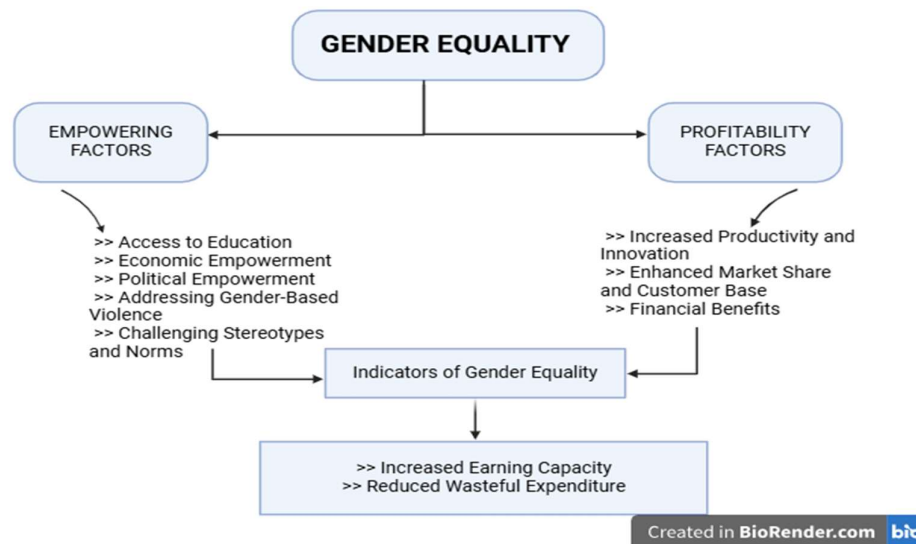 GENDER EQUALITY
EMPOWERING
FACTORS
PROFITABILITY
FACTORS
>> Access to Education
>> Economic Empowerment
>> Political Empowerment
>> Addressing Gender-Based
Violence
>> Challenging Stereotypes
and Norms
>> Increased Productivity and
Innovation
>> Enhanced Market Share
and Customer Base
>> Financial Benefits
Indicators of Gender Equality
>> Increased Earning Capacity
>> Reduced Wasteful Expenditure
Created in BioRender.com